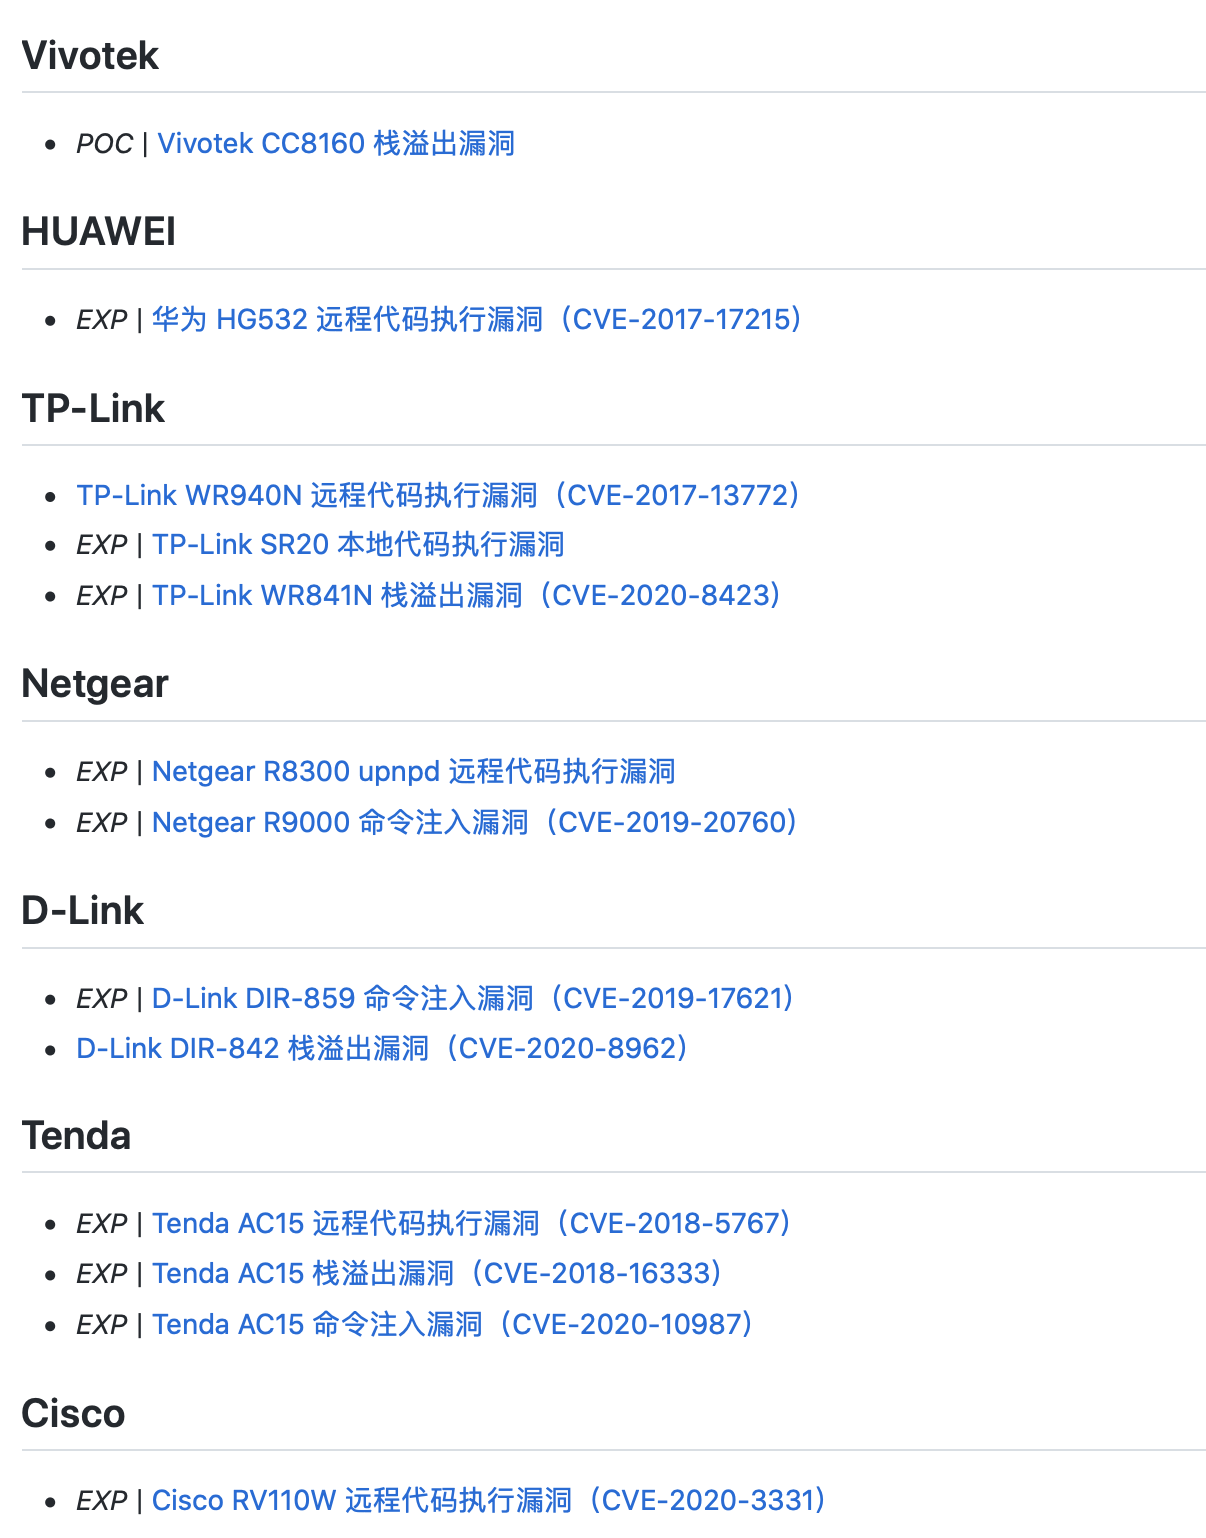 Vivotek
• POC | Vivotek CC8160 栈溢出漏洞
HUAWEI
• EXP | 华为 HG532 远程代码执行漏洞（CVE-2017-17215）
TP-Link
• TP-Link WR940N 远程代码执行漏洞（CVE-2017-13772）
• EXP | TP-Link SR20 本地代码执行漏洞
• EXP | TP-Link WR841N 栈溢出漏洞（CVE-2020-8423）
Netgear
• EXP | Netgear R8300 upnpd 远程代码执行漏洞
• EXP | Netgear R9000 命令注入漏洞（CVE-2019-20760）
D-Link
• EXP | D-Link DIR-859 命令注入漏洞（CVE-2019-17621）
• D-Link DIR-842 栈溢出漏洞（CVE-2020-8962）
Tenda
• EXP | Tenda AC15 远程代码执行漏洞（CVE-2018-5767）
• EXP | Tenda AC15 栈溢出漏洞（CVE-2018-16333）
• EXP | Tenda AC15 命令注入漏洞（CVE-2020-10987）
Cisco
• EXP | Cisco RV110W 远程代码执行漏洞（CVE-2020-3331）